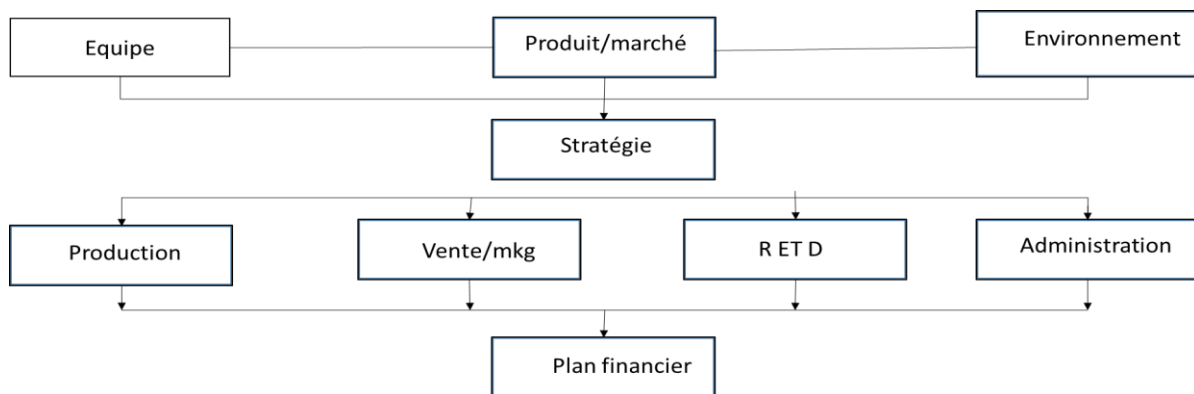 Equipe
Produit/marché
Environnement
Stratégie
Production
Vente/mkg
R ET D
Administration
Plan financier